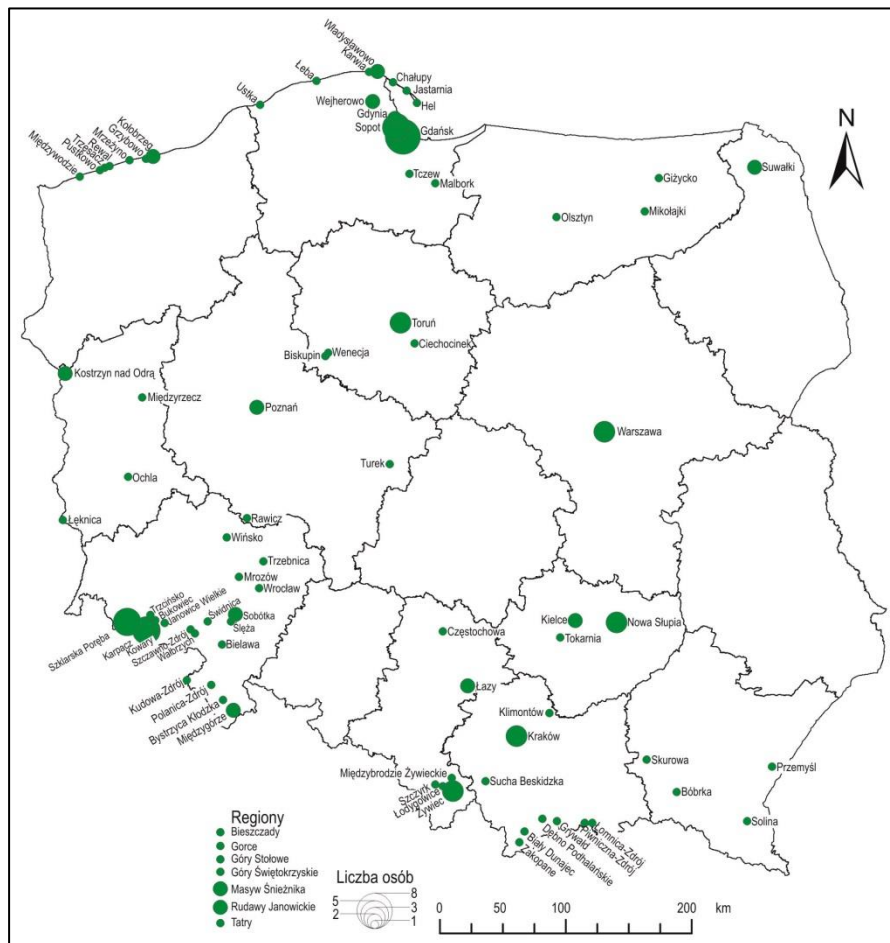 Władysławowo
Karwia
Łeba
Chałupy
Jastarnia
Hel
Ustka
Wejherowo
Gdynia
Sopot
Gdańsk
N
Kołobrzeg
Grzybowo
Mrzeżyno
Rewal
Trzęsacz
Pustkowo
Międzywodzie
Tczew
Malbork
Giżycko
Suwałki
Mikołajki
Olsztyn
Toruń
Ciechocinek
Wenecja
Biskupin
Kostrzyn nad Odrą
Międzyrzecz
Poznań
Warszawa
Turek
Ochla
Łęknica
Rawicz
Wińsko
Trzebnica
Mrozów
Wrocław
Trzcińsko
Bukowiec
Janowice Wielkie
Świdnica
Sobótka
Ślęża
Szklarska Poręba
Karpacz
Kowary
Szczawno-Zdrój
Wałbrzych
Bielawa
Kudowa-Zdrój
Polanica-Zdrój
Bystrzyca Kłodzka
Międzygórze
Częstochowa
Kielce
Nowa Słupia
Tokarnia
Łazy
Klimontów
Kraków
Międzybrodzie Żywieckie
Szczyrk
Łodygowice
Żywiec
Sucha Beskidzka
Skurowa
Przemyśl
Bóbrka
Solina
Łomnica-Zdrój
Piwniczna-Zdrój
Grywałd
Dębno Podhalańskie
Biały Dunajec
Zakopane
Regiony
Bieszczady
Gorce
Góry Stołowe
Góry Świętokrzyskie
Masyw Śnieżnika
Rudawy Janowickie
Tatry
Liczba osób
8
5
3
2
1
0 50 100 200 km